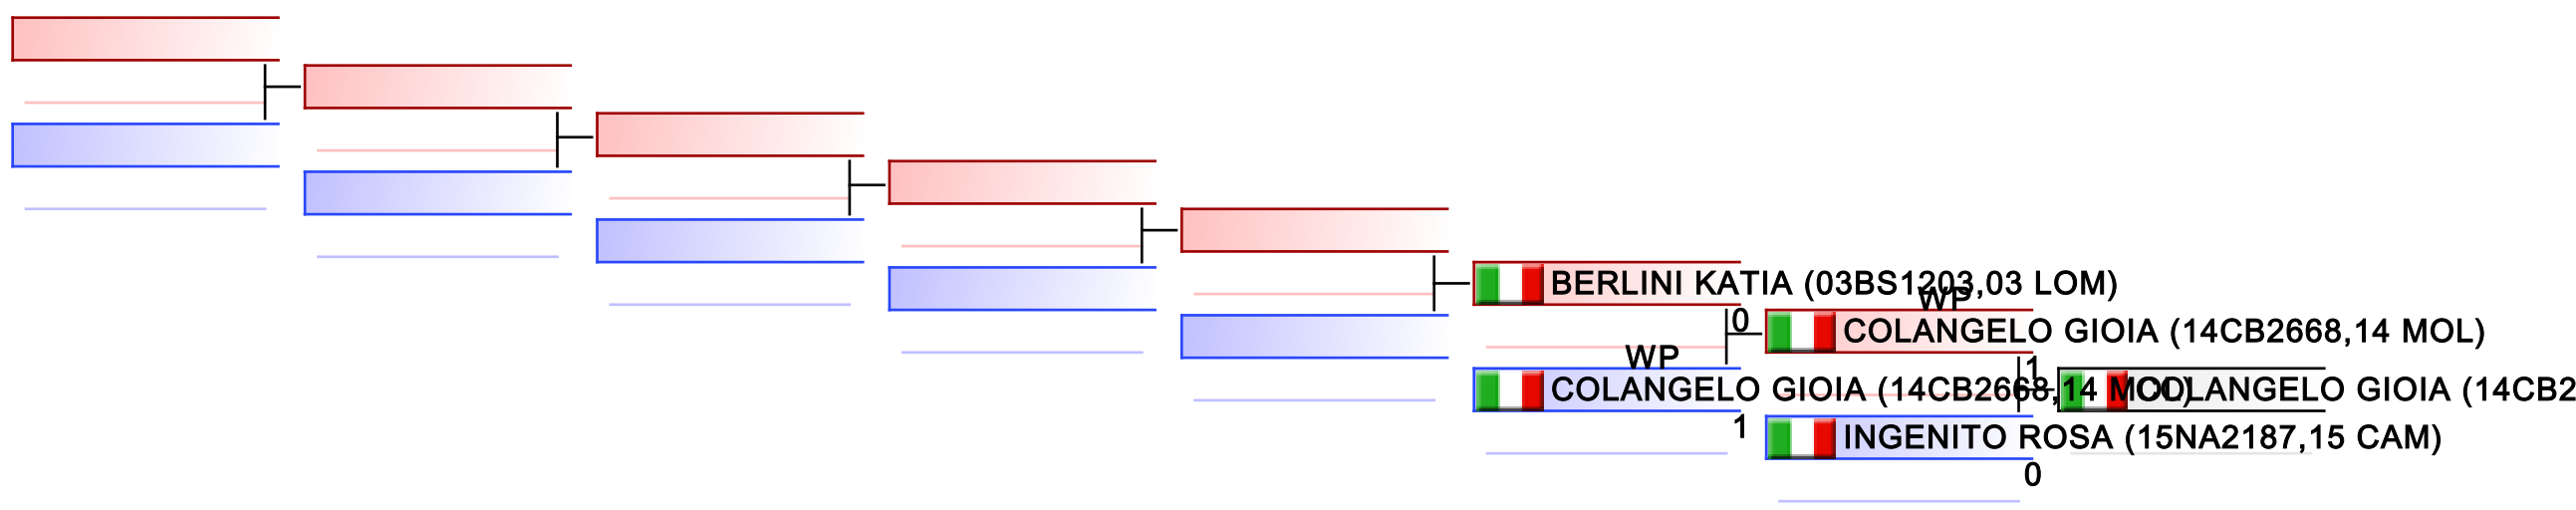 BERLINI KATIA (03BS1203,03 LOM)
WP
0
COLANGELO GIOIA (14CB2668,14 MOL)
WP
1
COLANGELO GIOIA (14CB2668,14 MOL)
COLANGELO GIOIA (14CB2
1
INGENITO ROSA (15NA2187,15 CAM)
0